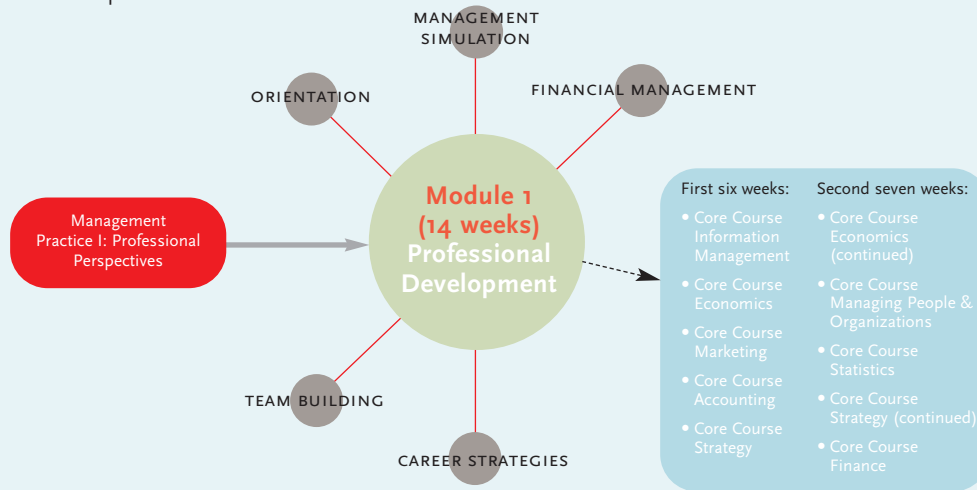 MANAGEMENT
SIMULATION
ORIENTATION
FINANCIAL MANAGEMENT
Module 1
(14 weeks)
Professional
Development
Management
Practice I: Professional
Perspectives
TEAM BUILDING
CAREER STRATEGIES
First six weeks:
• Core Course
Information
Management
• Core Course
Economics
• Core Course
Marketing
• Core Course
Accounting
• Core Course
Strategy
Second seven weeks:
• Core Course
Economics
(continued)
• Core Course
Managing People &
Organizations
• Core Course
Statistics
• Core Course
Strategy (continued)
• Core Course
Finance